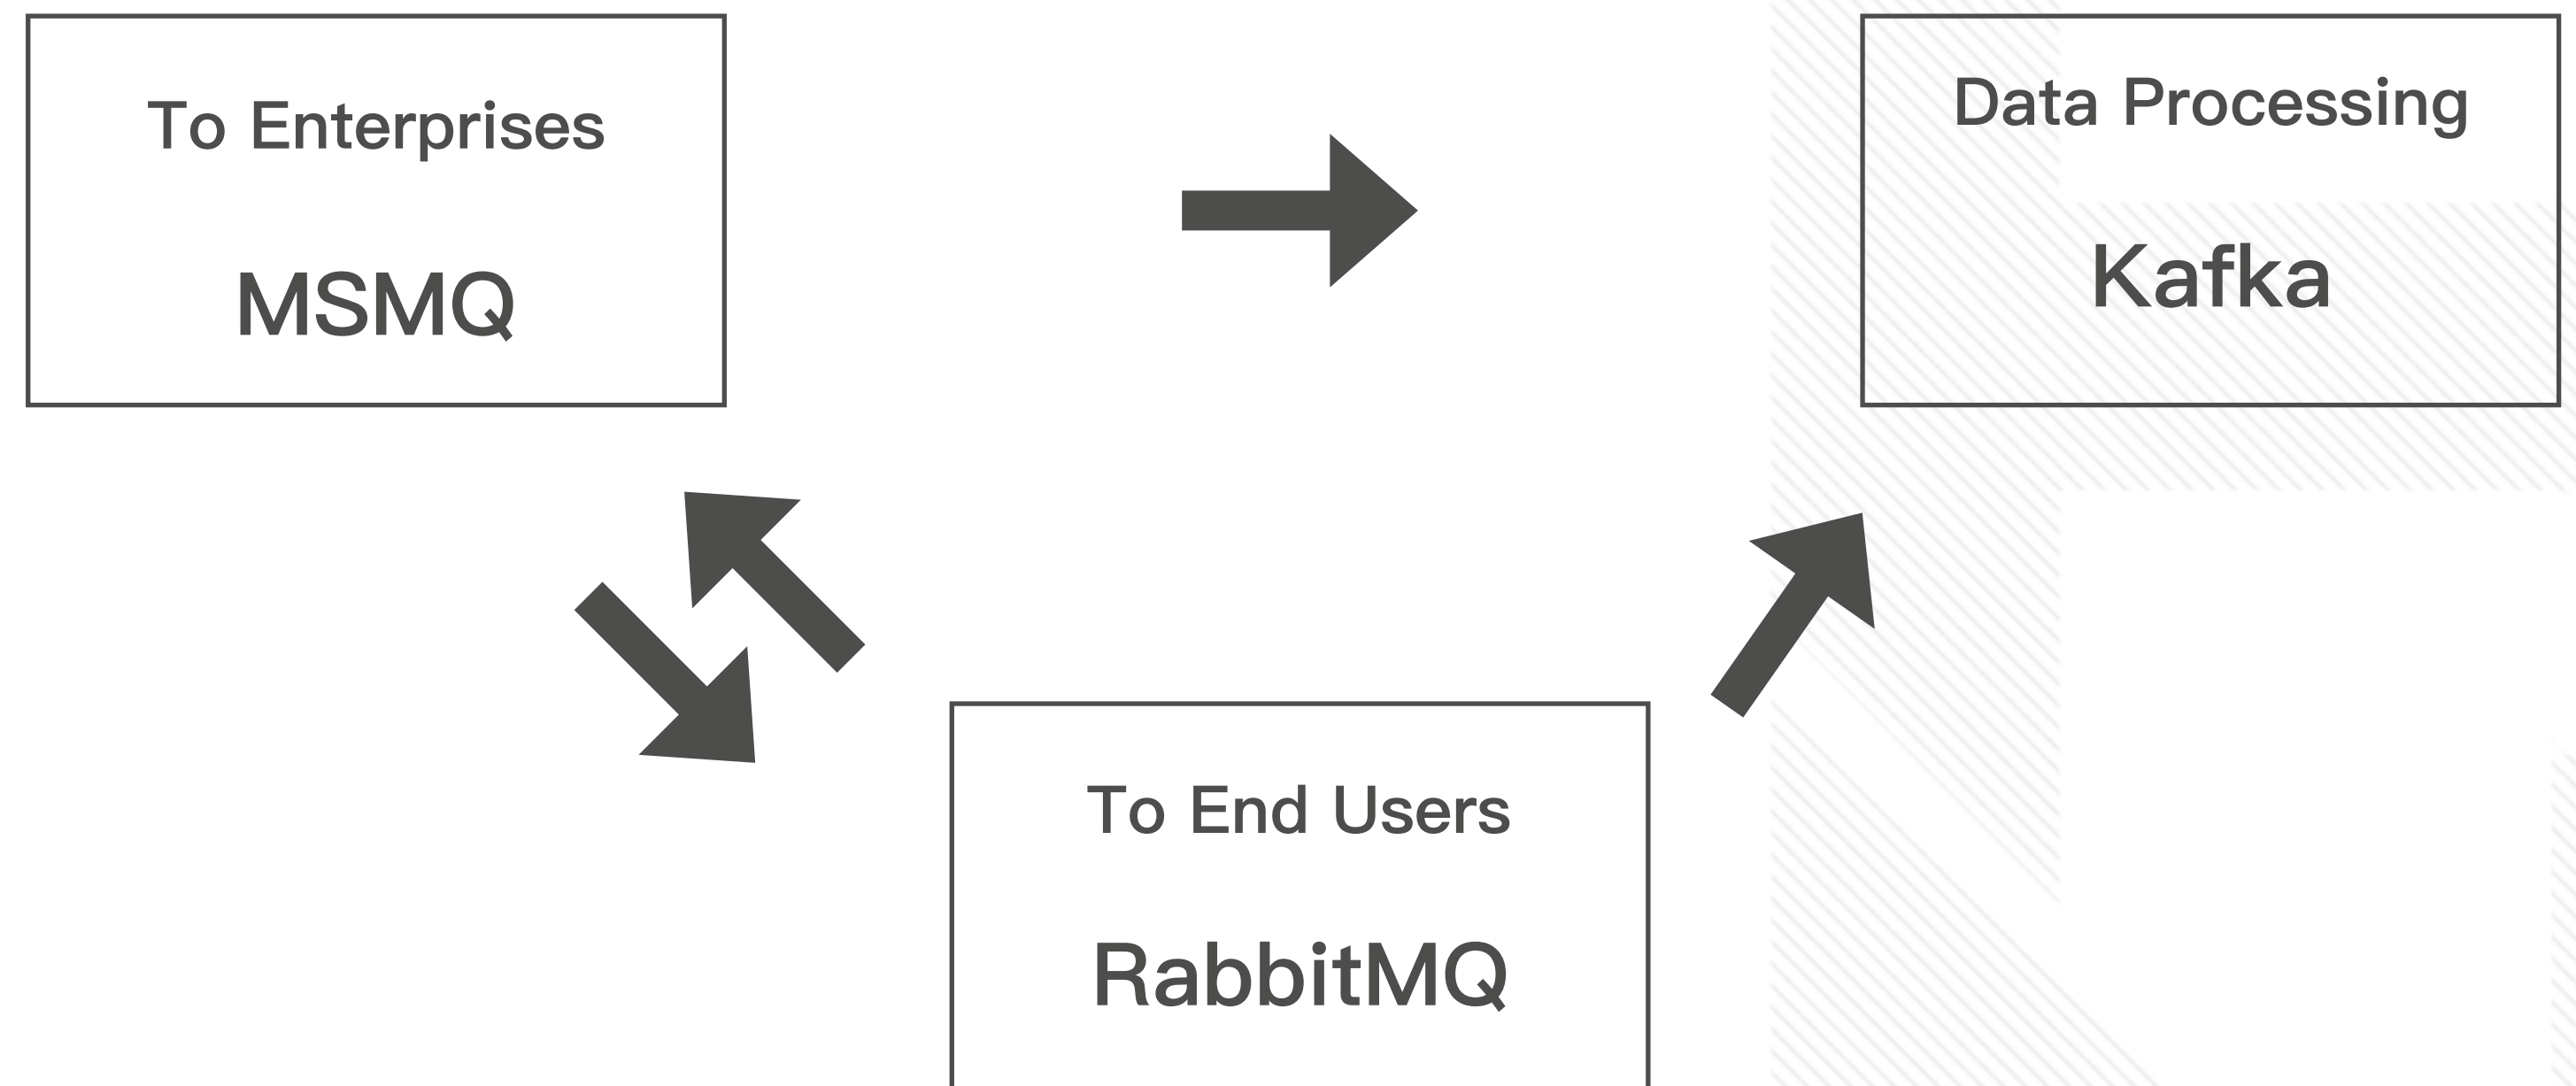 To Enterprises
MSMQ
Data Processing
Kafka
To End Users
RabbitMQ